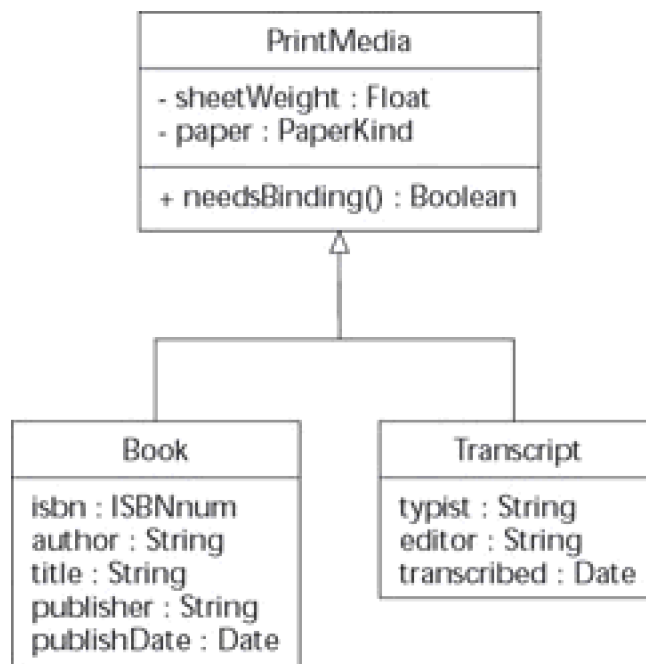 PrintMedia
- sheetWeight : Float
- paper : PaperKind
+ needsBinding() : Boolean
Book
isbn : ISBNnum
author : String
title : String
publisher : String
publishDate : Date
Transcript
typist : String
editor : String
transcribed : Date